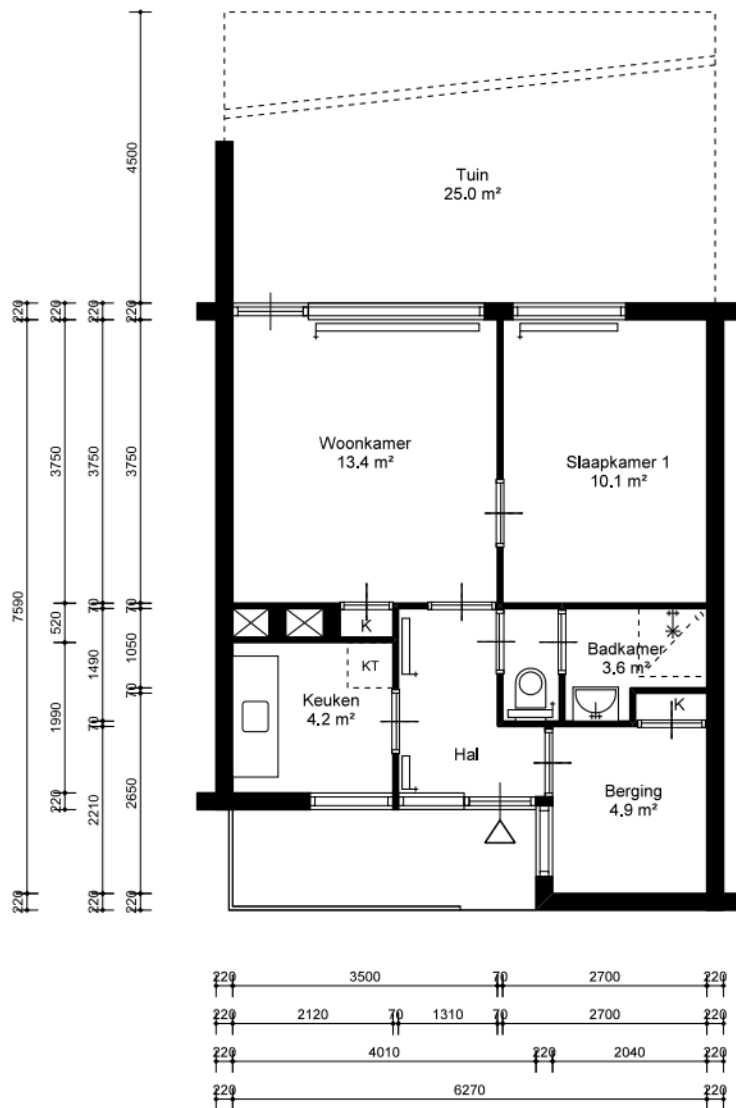 Tuin
25.0 m²
Woonkamer
13.4 m²
Slaapkamer 1
10.1 m²
K
KT
Keuken
4.2 m²
Badkamer
3.6 m²
K
Hal
Berging
4.9 m²
220 7590 220
220 3750 520 1990 220
220 3750 70 1490 70 2210 220
4500 220 3750 70 1050 70 2650 220
220 3500 70 2700 220
220 2120 70 1310 70 2700 220
220 4010 220 2040 220
220 6270 220